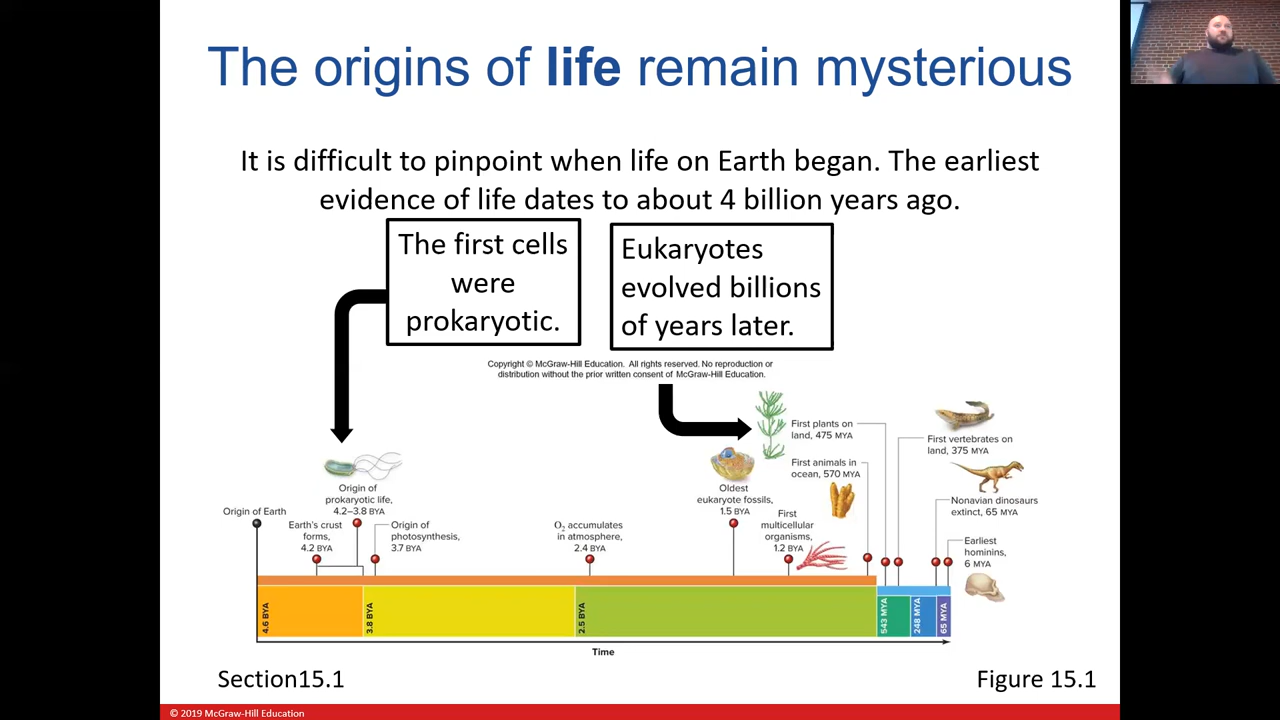 The origins of life remain mysterious
It is difficult to pinpoint when life on Earth began. The earliest
evidence of life dates to about 4 billion years ago.
The first cells
were
prokaryotic.
Eukaryotes
evolved billions
of years later.
Copyright © McGraw-Hill Education. All rights reserved. No reproduction or
distribution without the prior written consent of McGraw-Hill Education.
First plants on
land, 475 MYA
First vertebrates on
land, 375 MYA
First animals in
ocean, 570 MYA
Origin of
prokaryotic life,
4.2–3.8 BYA
Oldest
eukaryote fossils,
1.5 BYA
Nonavian dinosaurs
extinct, 65 MYA
Origin of Earth
Earth's crust
forms,
4.2 BYA
Origin of
photosynthesis,
3.7 BYA
O₂ accumulates
in atmosphere,
2.4 BYA
First
multicellular
organisms,
1.2 BYA
Earliest
hominins,
6 MYA
4.6 BYA
3.8 BYA
2.5 BYA
543 MYA
248 MYA
65 MYA
Time
Section15.1
Figure 15.1
© 2019 McGraw-Hill Education